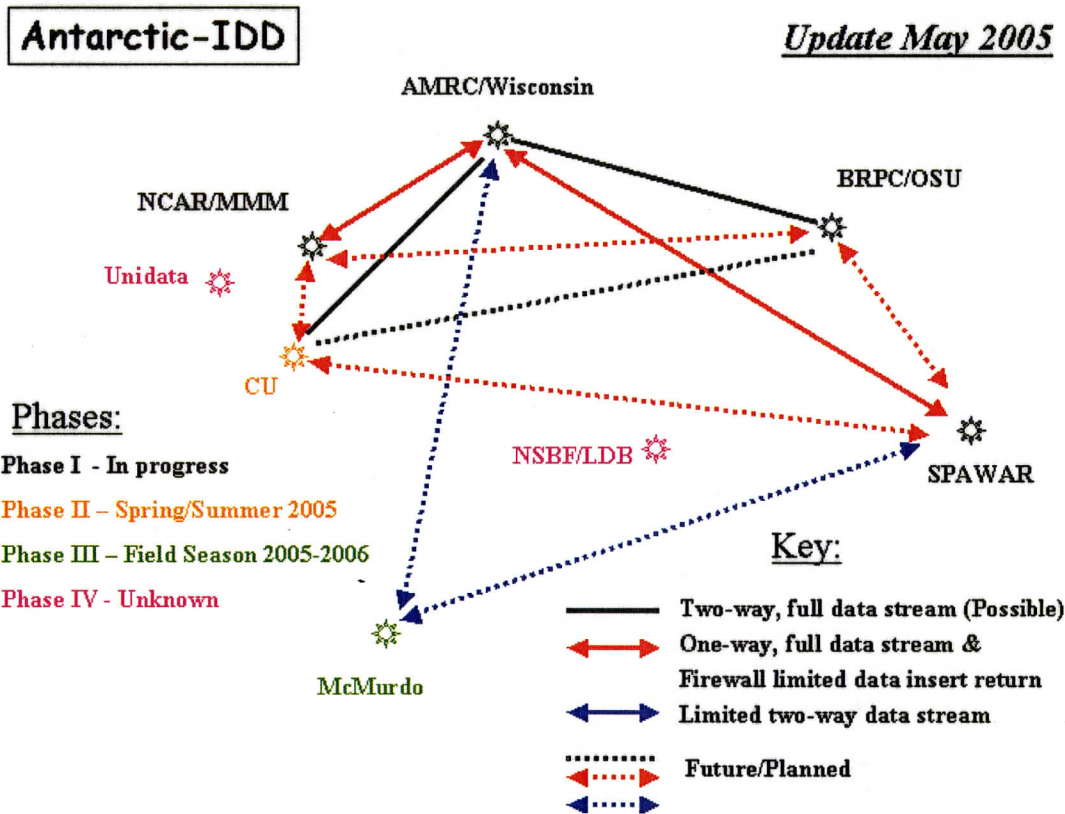 Antarctic-IDD
Update May 2005
AMRC/Wisconsin
BRPC/OSU
NCAR/MMM
Unidata
CU
Phases:
NSBF/LDB
SPAWAR
Phase I - In progress
Phase II – Spring/Summer 2005
Phase III – Field Season 2005-2006
Phase IV - Unknown
McMurdo
Key:
Two-way, full data stream (Possible)
One-way, full data stream &
Firewall limited data insert return
Limited two-way data stream
Future/Planned